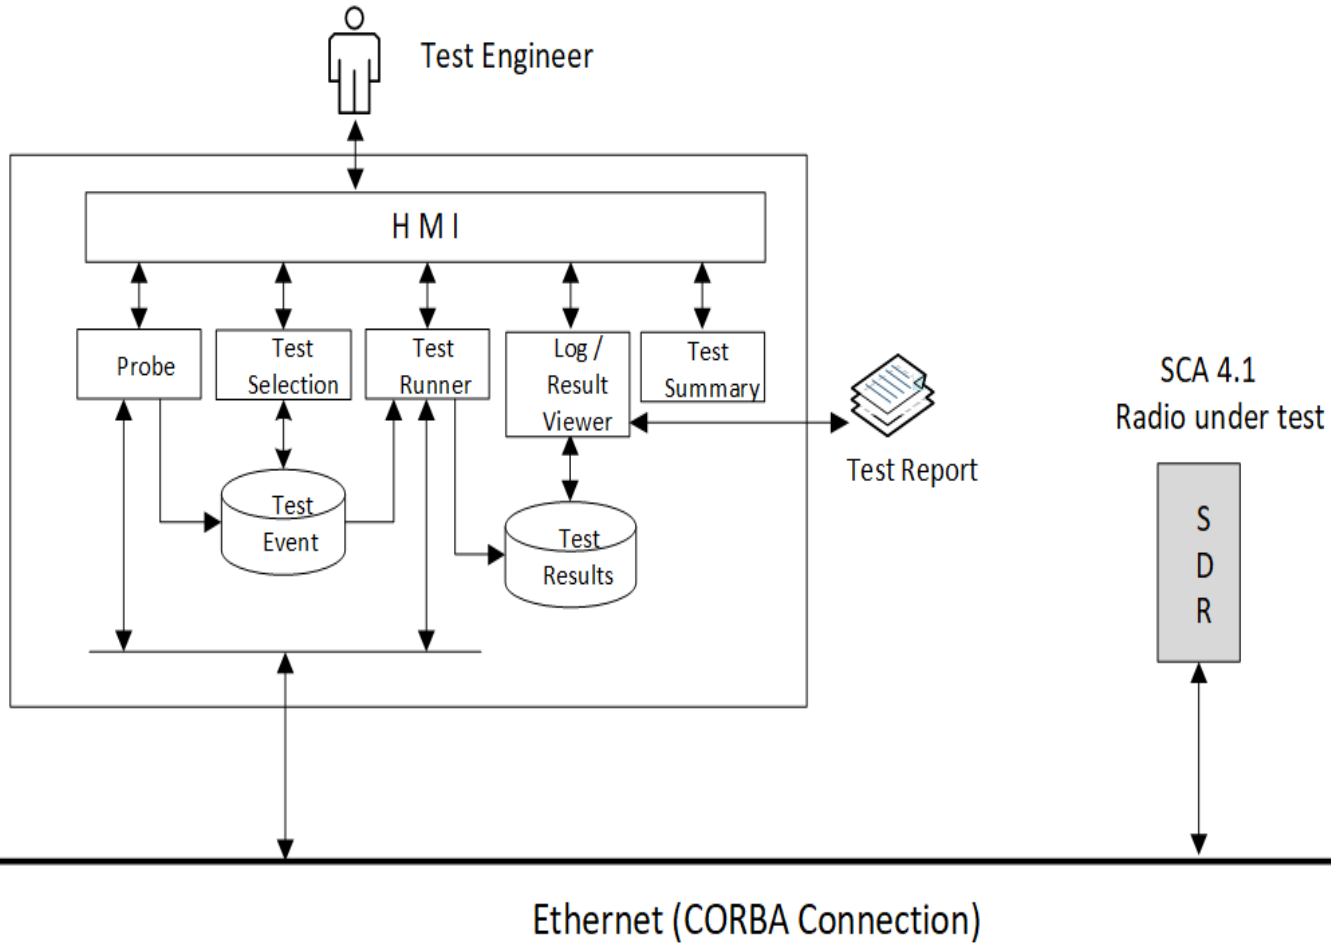 Test Engineer
H M I
Probe
Test
Selection
Test
Runner
Log /
Result
Viewer
Test
Summary
Test
Event
Test
Results
Test Report
SCA 4.1
Radio under test
S
D
R
Ethernet (CORBA Connection)